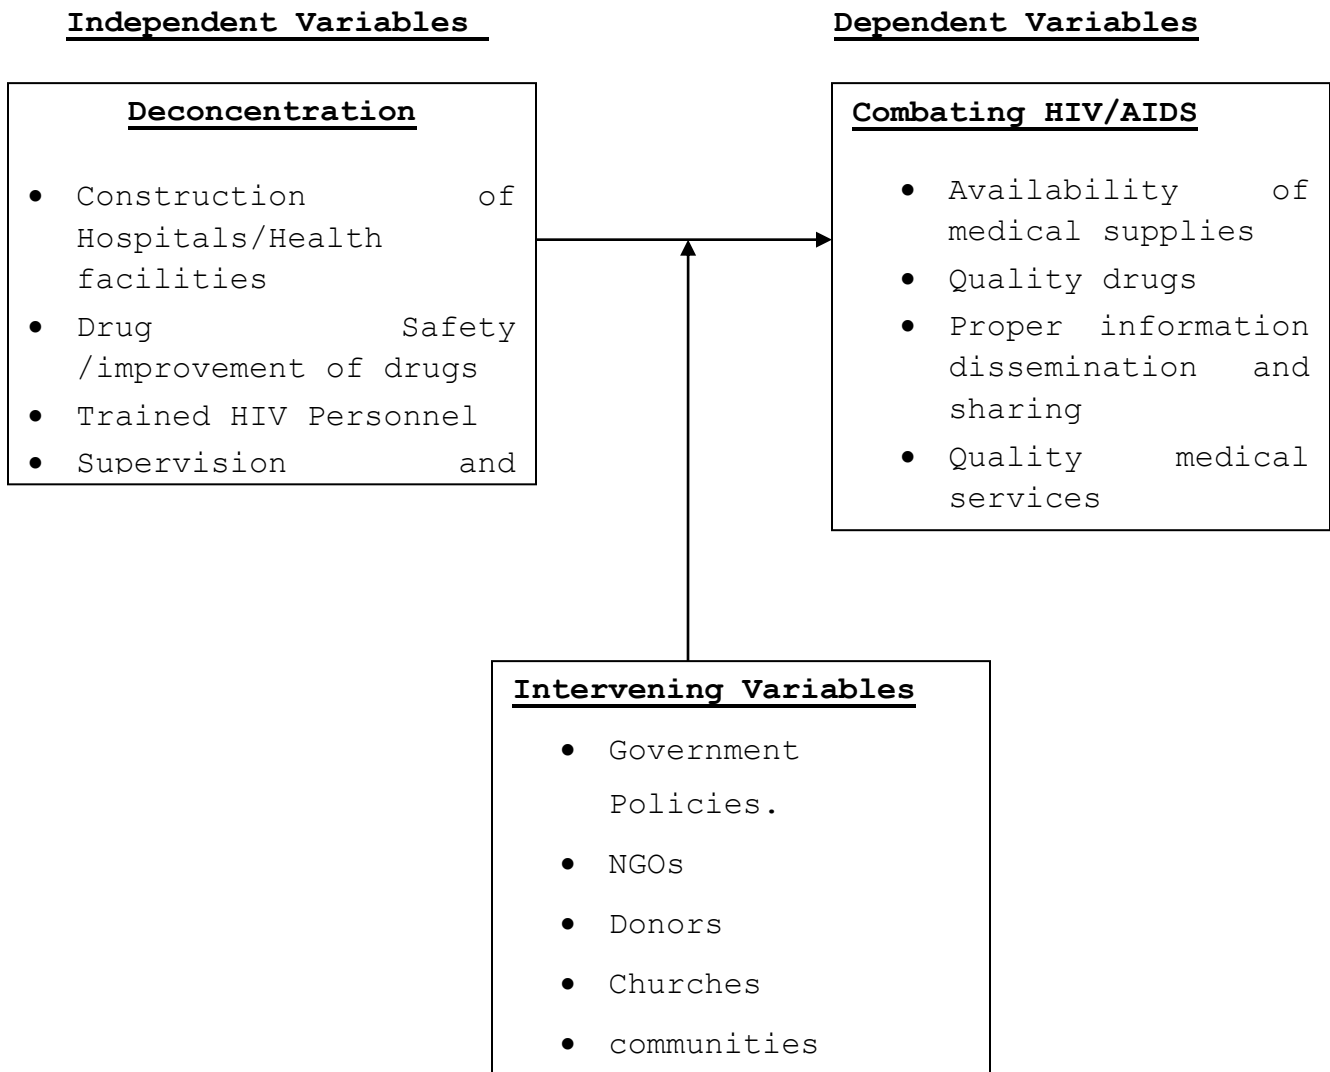 Independent Variables
Dependent Variables
Deconcentration
• Construction of
Hospitals/Health
facilities
• Drug Safety
/improvement of drugs
• Trained HIV Personnel
• Supervision and
Combating HIV/AIDS
• Availability of
medical supplies
• Quality drugs
• Proper information
dissemination and
sharing
• Quality medical
services
Intervening Variables
• Government
Policies.
• NGOs
• Donors
• Churches
• communities